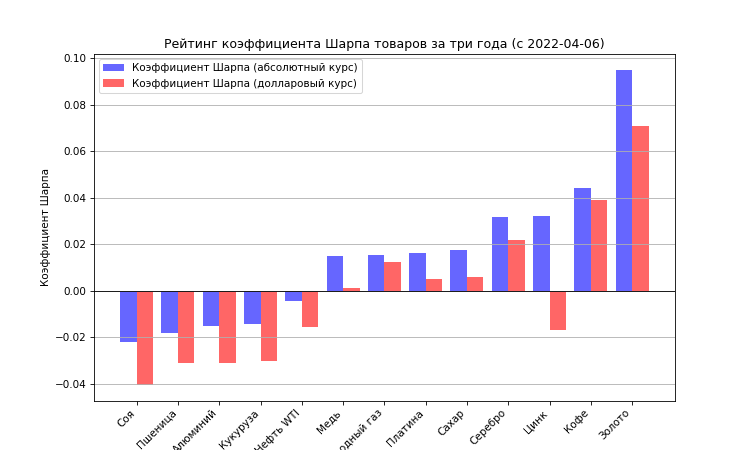 Рейтинг коэффициента Шарпа товаров за три года (с 2022-04-06)
Коэффициент Шарпа (абсолютный курс)
Коэффициент Шарпа (долларовый курс)
Коэффициент Шарпа
0.10
0.08
0.06
0.04
0.02
0.00
−0.02
−0.04
Соя
Пшеница
Алюминий
Кукуруза
Нефть WTI
Медь
одный газ
Платина
Сахар
Серебро
Цинк
Кофе
Золото